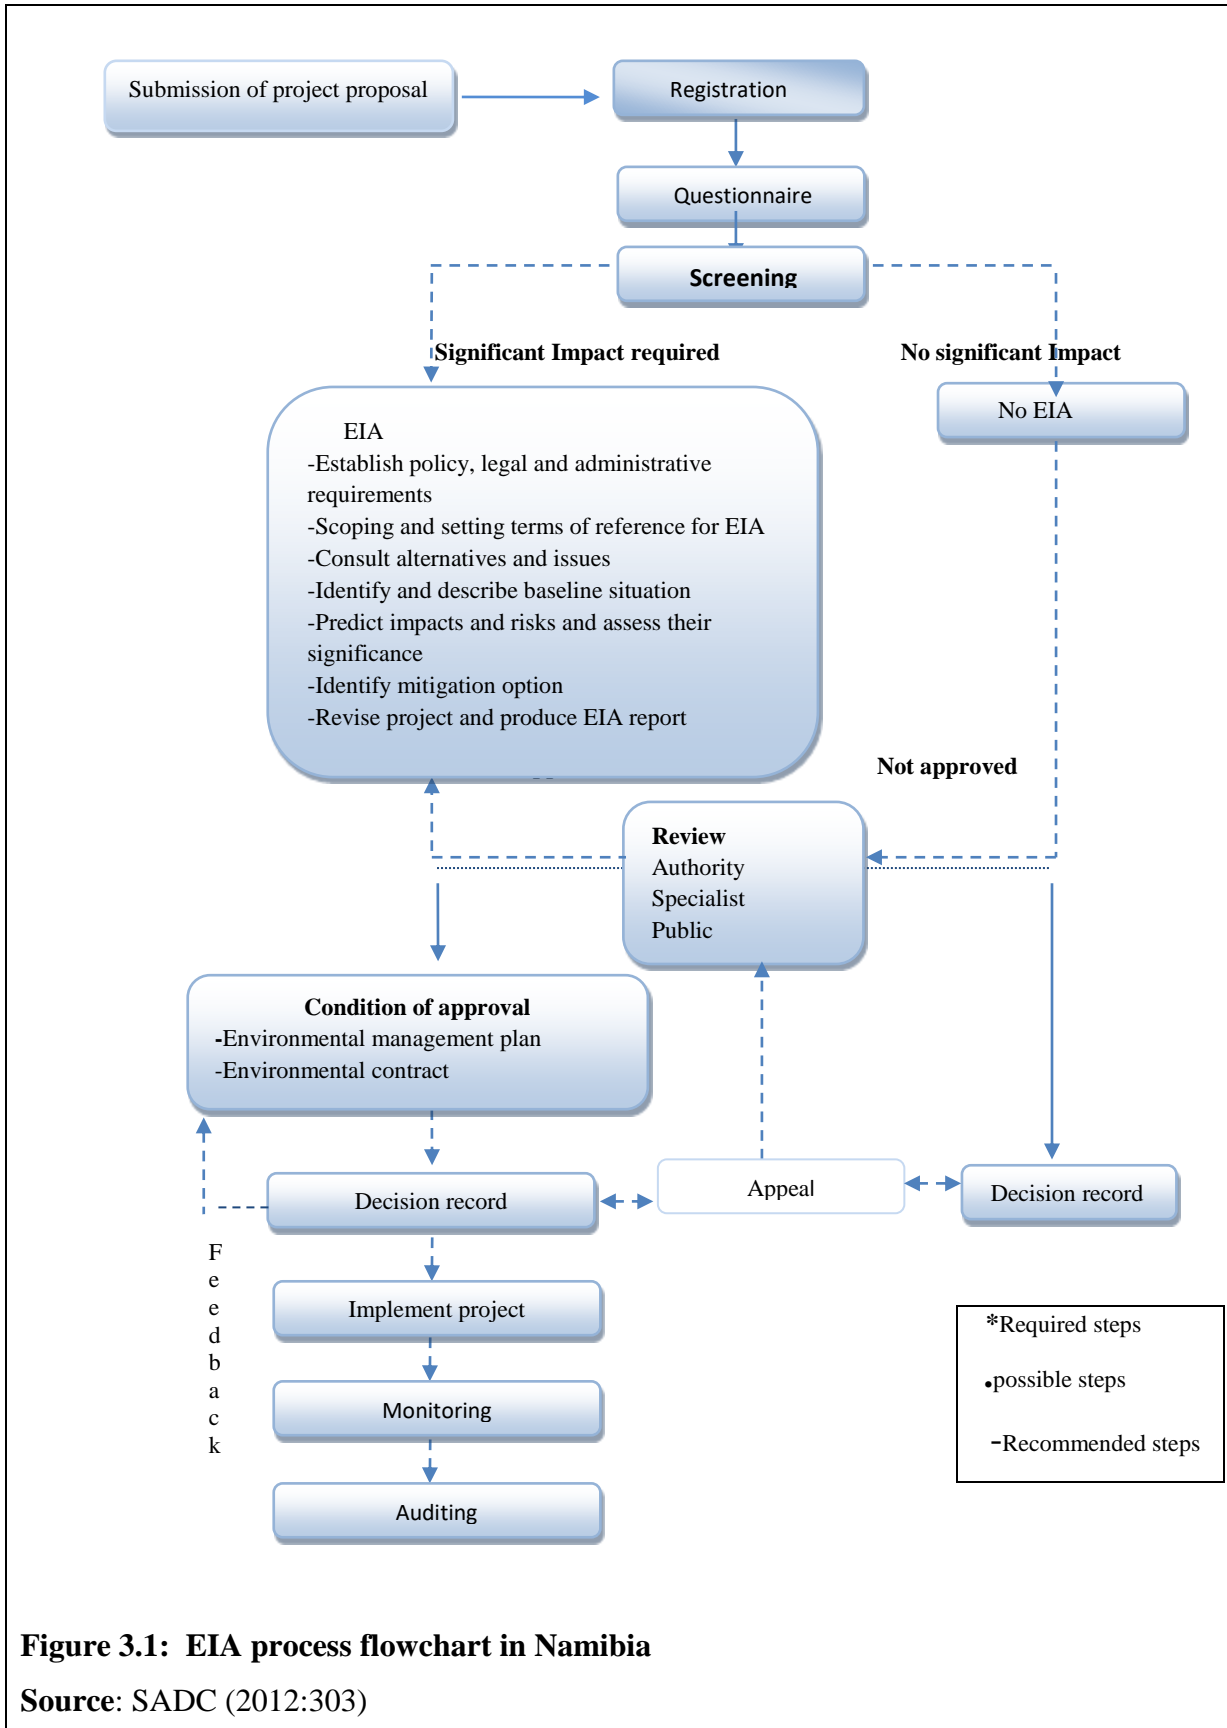 Submission of project proposal
Registration
Questionnaire
Screening
Significant Impact required
No significant Impact
No EIA
EIA
-Establish policy, legal and administrative
requirements
-Scoping and setting terms of reference for EIA
-Consult alternatives and issues
-Identify and describe baseline situation
-Predict impacts and risks and assess their
significance
-Identify mitigation option
-Revise project and produce EIA report
Not approved
Review
Authority
Specialist
Public
Condition of approval
-Environmental management plan
-Environmental contract
Decision record
Appeal
Decision record
Feedback
Implement project
Monitoring
Auditing
*Required steps
.possible steps
-Recommended steps
Figure 3.1: EIA process flowchart in Namibia
Source: SADC (2012:303)